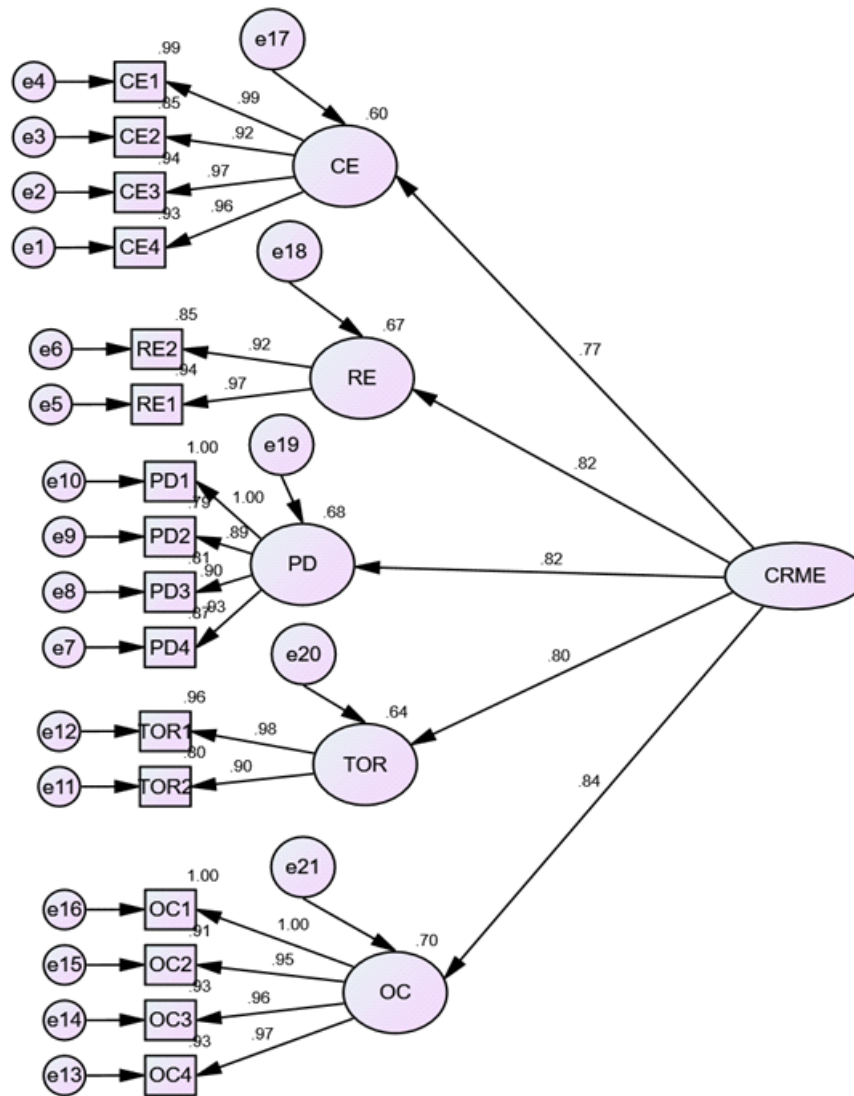 e17
.99
e4 CE1
.99
.60
.85
e3 CE2
.92
CE
.94
e2 CE3
.97
.93
.96
e1 CE4
e18
.77
.85
.67
e6 RE2
.92
RE
.94
e5 RE1
.97
e19
.82
1.00
e10 PD1
1.00
.79
.68
e9 PD2
.89
PD
.82
CRME
.81
.90
e8 PD3
.87
.93
e7 PD4
e20
.80
.96
.64
e12 TOR1
.98
TOR
.80
.90
e11 TOR2
.84
e21
1.00
e16 OC1
1.00
.91
.70
e15 OC2
.95
OC
.93
e14 OC3
.96
.93
.97
e13 OC4